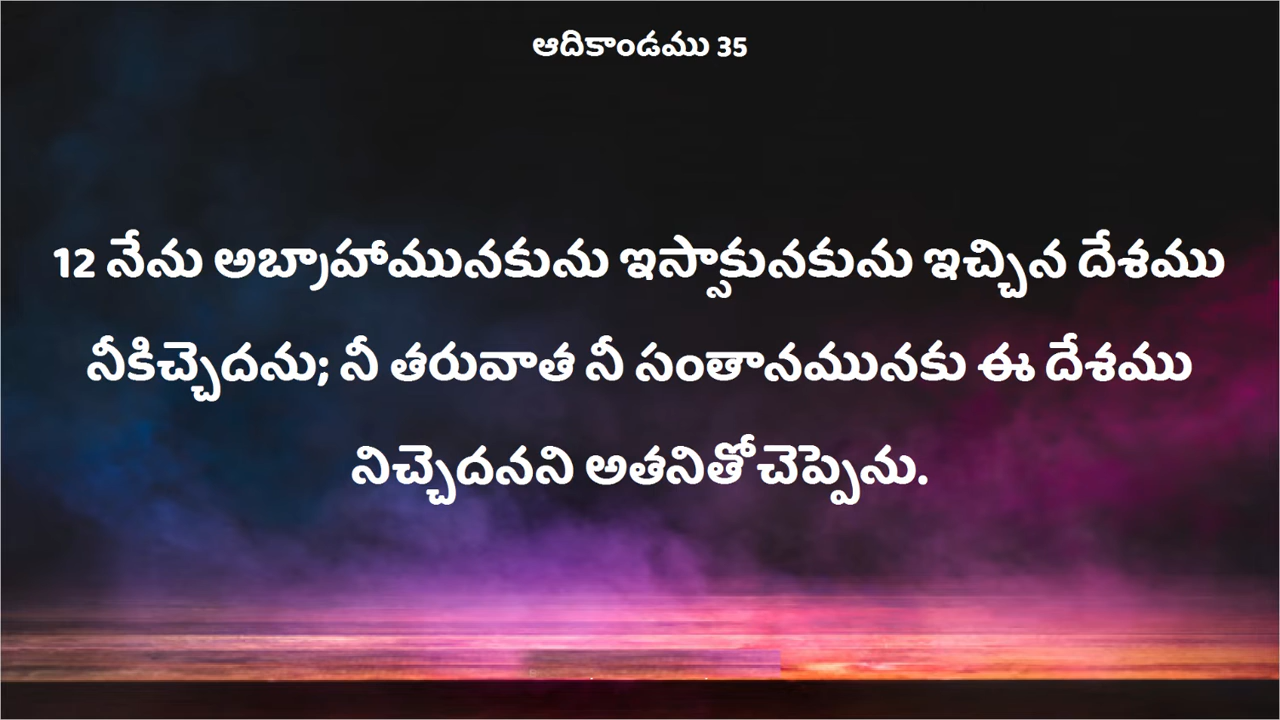 ఆదికాండము 35
12 నేను అబ్రాహామునకును ఇస్సాకునకును ఇచ్చిన దేశము
నీకిచ్చెదను; నీ తరువాత నీ సంతానమునకు ఈ దేశము
నిచ్చెదనని అతనితోచెప్పెను.